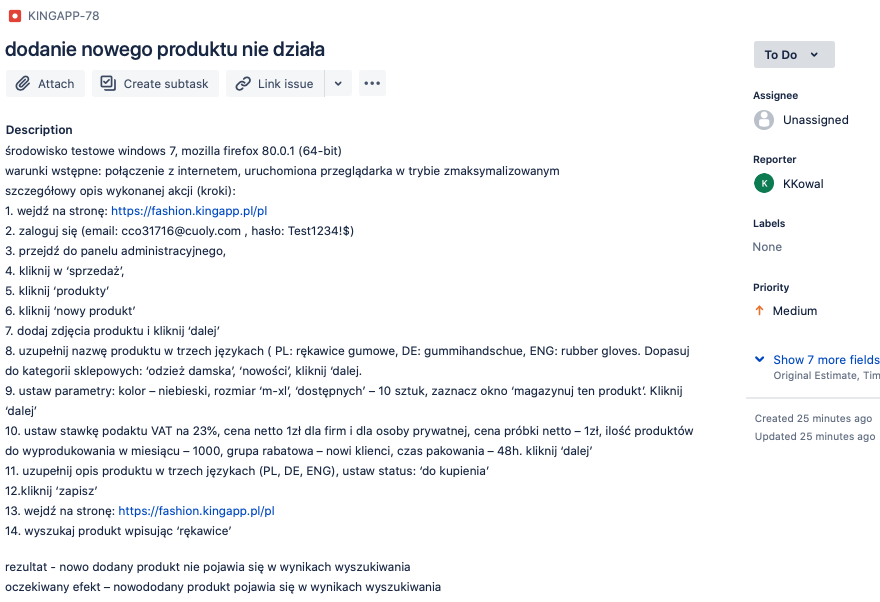 KINGAPP-78
dodanie nowego produktu nie działa
Attach
Create subtask
Link issue
Description
środowisko testowe windows 7, mozilla firefox 80.0.1 (64-bit)
warunki wstępne: połączenie z internetem, uruchomiona przeglądarka w trybie zmaksymalizowanym
szczegółowy opis wykonanej akcji (kroki):
1. wejdź na stronę: https://fashion.kingapp.pl/pl
2. zaloguj się (email: cco31716@cuoly.com , hasło: Test1234!$)
3. przejdź do panelu administracyjnego,
4. kliknij w ‘sprzedaż’,
5. kliknij ‘produkty’
6. kliknij ‘nowy produkt’
7. dodaj zdjęcia produktu i kliknij ‘dalej’
8. uzupełnij nazwę produktu w trzech językach ( PL: rękawice gumowe, DE: gummihandschue, ENG: rubber gloves. Dopasuj
do kategorii sklepowych: ‘odzież damska’, ‘nowości’, kliknij ‘dalej.
9. ustaw parametry: kolor – niebieski, rozmiar ‘m-xl’, ‘dostępnych’ – 10 sztuk, zaznacz okno ‘magazynuj ten produkt’. Kliknij
‘dalej’
10. ustaw stawkę podaktu VAT na 23%, cena netto 1zł dla firm i dla osoby prywatnej, cena próbki netto – 1zł, ilość produktów
do wyprodukowania w miesiącu – 1000, grupa rabatowa – nowi klienci, czas pakowania – 48h. kliknij ‘dalej’
11. uzupełnij opis produktu w trzech językach (PL, DE, ENG), ustaw status: ‘do kupienia’
12.kliknij ‘zapisz’
13. wejdź na stronę: https://fashion.kingapp.pl/pl
14. wyszukaj produkt wpisując ‘rękawice’
rezultat - nowo dodany produkt nie pojawia się w wynikach wyszukiwania
oczekiwany efekt – nowododany produkt pojawia się w wynikach wyszukiwania
To Do
Assignee
Unassigned
Reporter
K
KKowal
Labels
None
Priority
Medium
Show 7 more fields
Original Estimate, Tim
Created 25 minutes ago
Updated 25 minutes ago